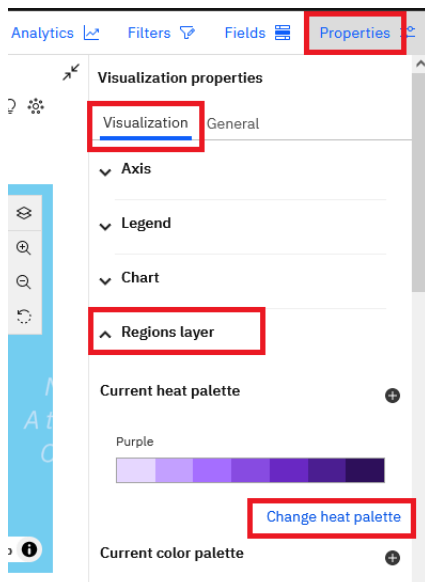 Analytics Filters Fields Properties
Visualization properties
Visualization General
Axis
Legend
Chart
Regions layer
Current heat palette
Purple
Change heat palette
Current color palette
A t